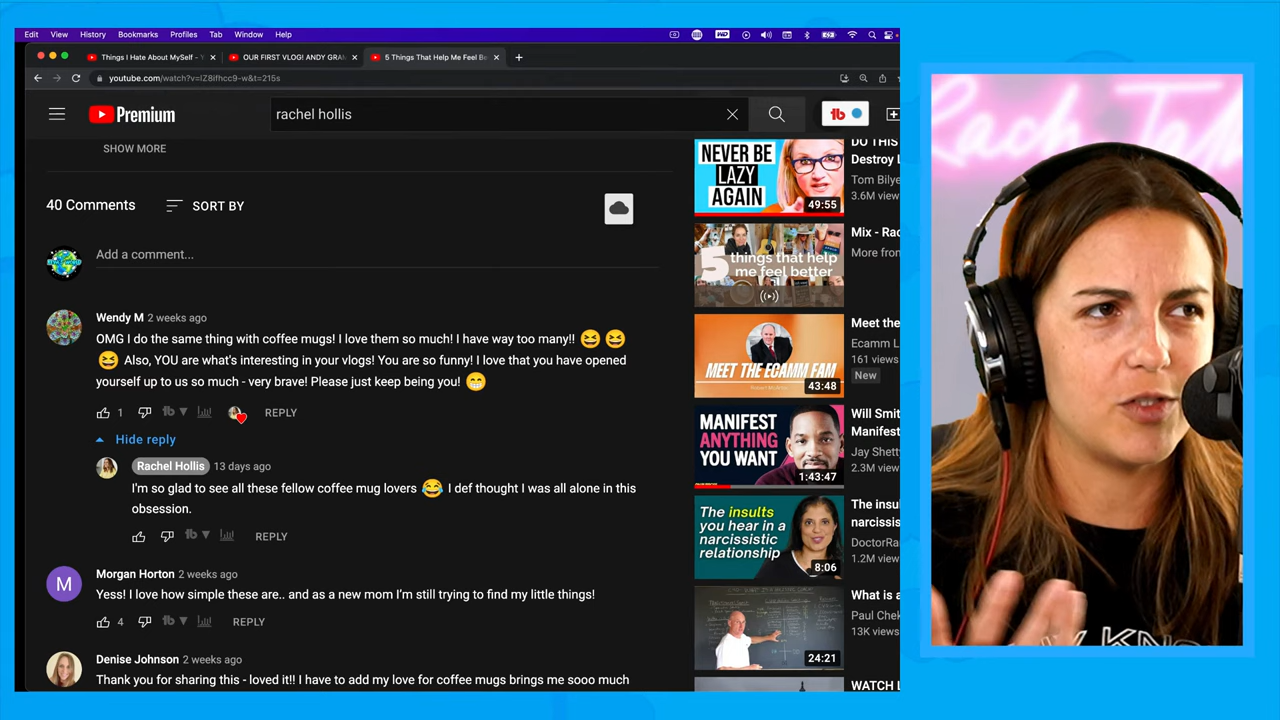 Edit View History Bookmarks Profiles Tab Window Help
Things I Hate About MySelf - Y
OUR FIRST VLOG! ANDY GRA
5 Things That Help Me Feel Be
youtube.com/watch?v=IZ8ifhcc9-w&t=215s
Premium
rachel hollis
tb
SHOW MORE
40 Comments
SORT BY
Add a comment...
Wendy M 2 weeks ago
OMG I do the same thing with coffee mugs! I love them so much! I have way too many!! 😆 😆
😆 Also, YOU are what's interesting in your vlogs! You are so funny! I love that you have opened
yourself up to us so much - very brave! Please just keep being you! 😁
1
tb
REPLY
Hide reply
Rachel Hollis 13 days ago
I'm so glad to see all these fellow coffee mug lovers 😂 I def thought I was all alone in this
obsession.
tb
REPLY
M
Morgan Horton 2 weeks ago
Yess! I love how simple these are.. and as a new mom I'm still trying to find my little things!
4
tb
REPLY
Denise Johnson 2 weeks ago
Thank you for sharing this - loved it!! I have to add my love for coffee mugs brings me sooo much
NEVER BE
LAZY
AGAIN
49:55
DO THIS
Destroy L
Tom Bilye
3.6M view
5 things that help
me feel better
Mix - Rac
More from
MEET THE ECAMM FAM
43:48
Meet the
Ecamm L
161 views
New
MANIFEST
ANYTHING
YOU WANT
1:43:47
Will Smit
Manifest
Jay Shett
2.3M view
The insults
you hear in a
narcissistic
relationship
8:06
The insul
narcissist
DoctorRa
1.2M view
24:21
What is a
Paul Chek
13K views
WATCH L
Rach Tal